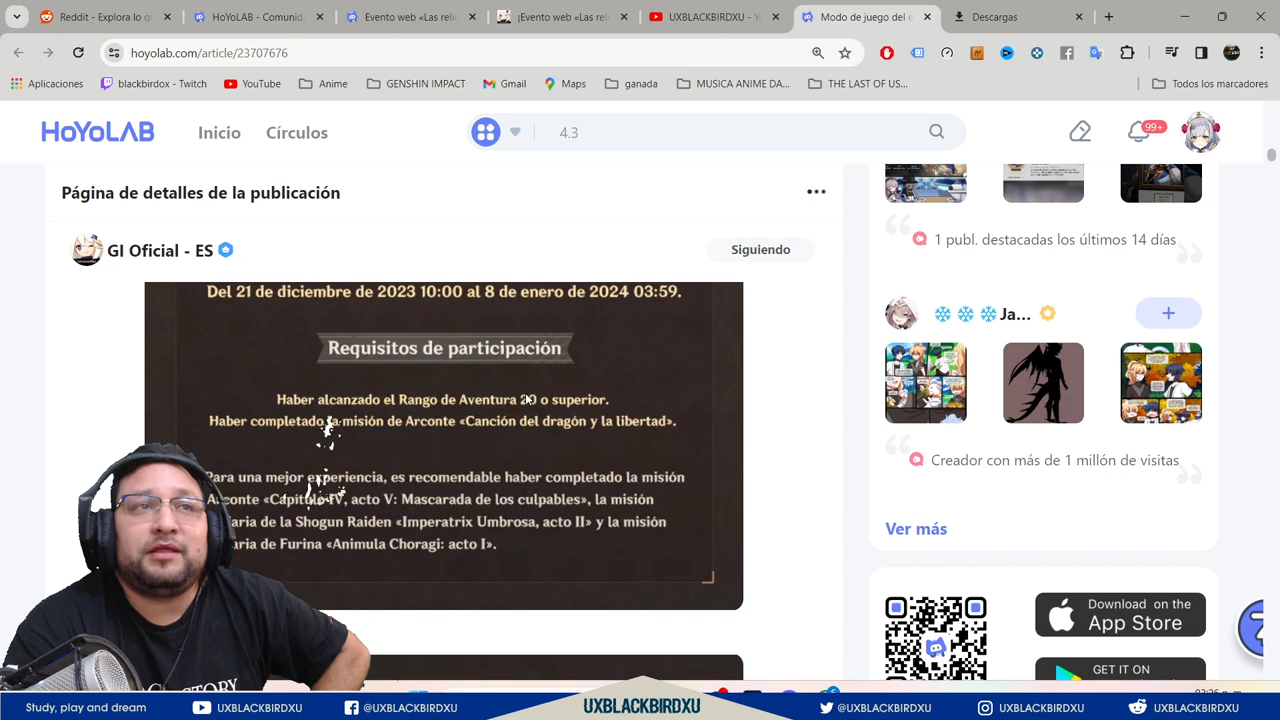 Reddit - Explora lo q
HoYoLAB - Comunid
Evento web «Las relic
¡Evento web «Las reli
UXBLACKBIRDXU - Y
Modo de juego del e
Descargas
hoyolab.com/article/23707676
Aplicaciones
blackbirdox - Twitch
YouTube
Anime
GENSHIN IMPACT
Gmail
Maps
ganada
MUSICA ANIME DA...
THE LAST OF US...
Todos los marcadores
HoYoLAB
Inicio
Círculos
4.3
99+
Página de detalles de la publicación
GI Oficial - ES
Siguiendo
Del 21 de diciembre de 2023 10:00 al 8 de enero de 2024 03:59.
Requisitos de participación
Haber alcanzado el Rango de Aventura 20 o superior.
Haber completado la misión de Arconte «Canción del dragón y la libertad».
Para una mejor experiencia, es recomendable haber completado la misión
Arconte «Capítulo IV, acto V: Mascarada de los culpables», la misión
aria de la Shogun Raiden «Imperatrix Umbrosa, acto II» y la misión
aria de Furina «Animula Choragi: acto I».
1 publ. destacadas los últimos 14 días
Ja...
Creador con más de 1 millón de visitas
Ver más
Download on the
App Store
GET IT ON
Study, play and dream
UXBLACKBIRDXU
@UXBLACKBIRDXU
UXBLACKBIRDXU
@UXBLACKBIRDXU
UXBLACKBIRDXU
UXBLACKBIRDXU